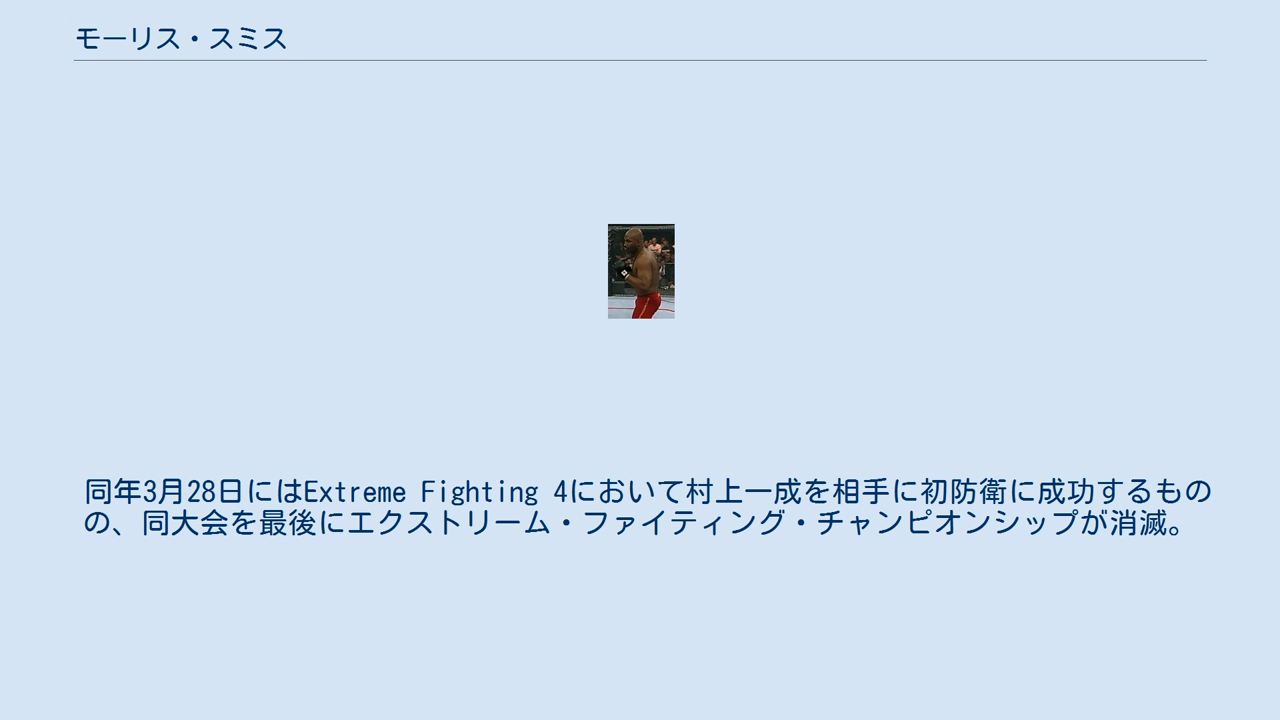 モーリス・スミス
同年3月28日にはExtreme Fighting 4において村上一成を相手に初防衛に成功するもの
の、同大会を最後にエクストリーム・ファイティング・チャンピオンシップが消滅。